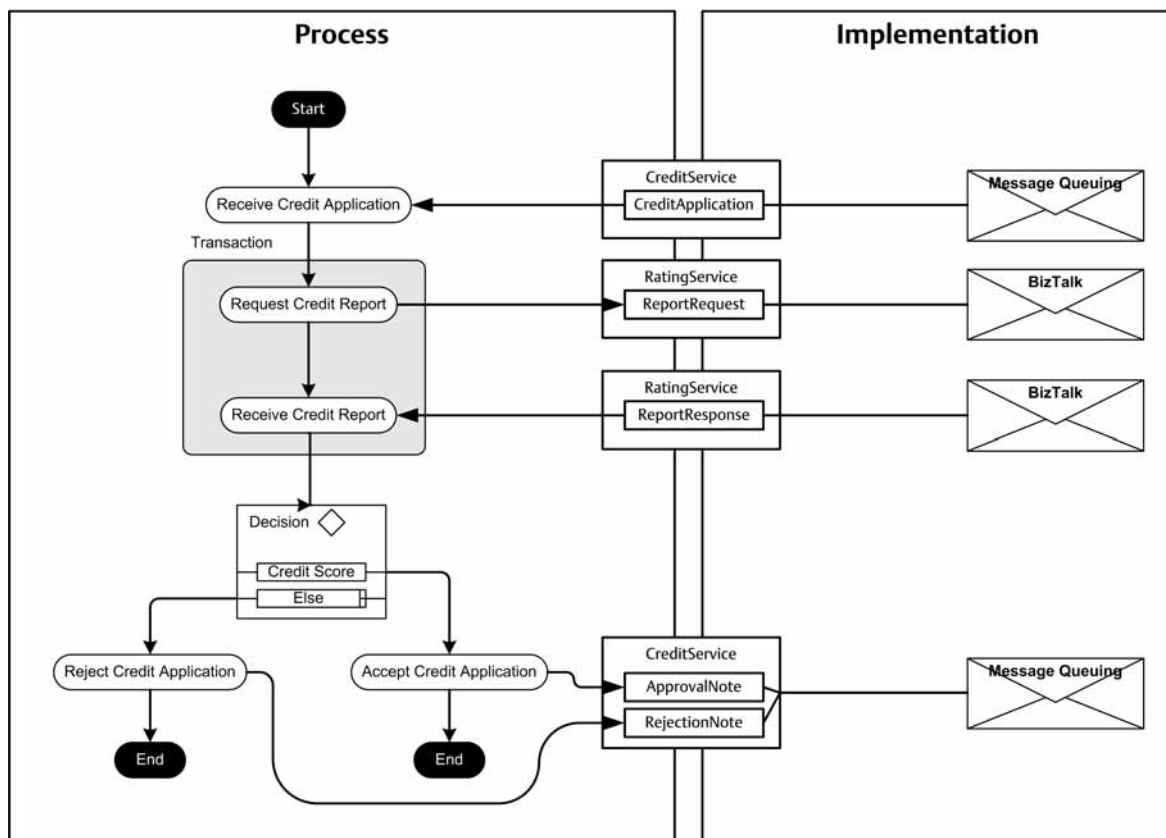 Process
Implementation
Start
CreditService
Message Queuing
Receive Credit Application
CreditApplication
Transaction
RatingService
BizTalk
Request Credit Report
ReportRequest
RatingService
BizTalk
Receive Credit Report
ReportResponse
Decision
Credit Score
Else
CreditService
Reject Credit Application
Accept Credit Application
Message Queuing
ApprovalNote
RejectionNote
End
End